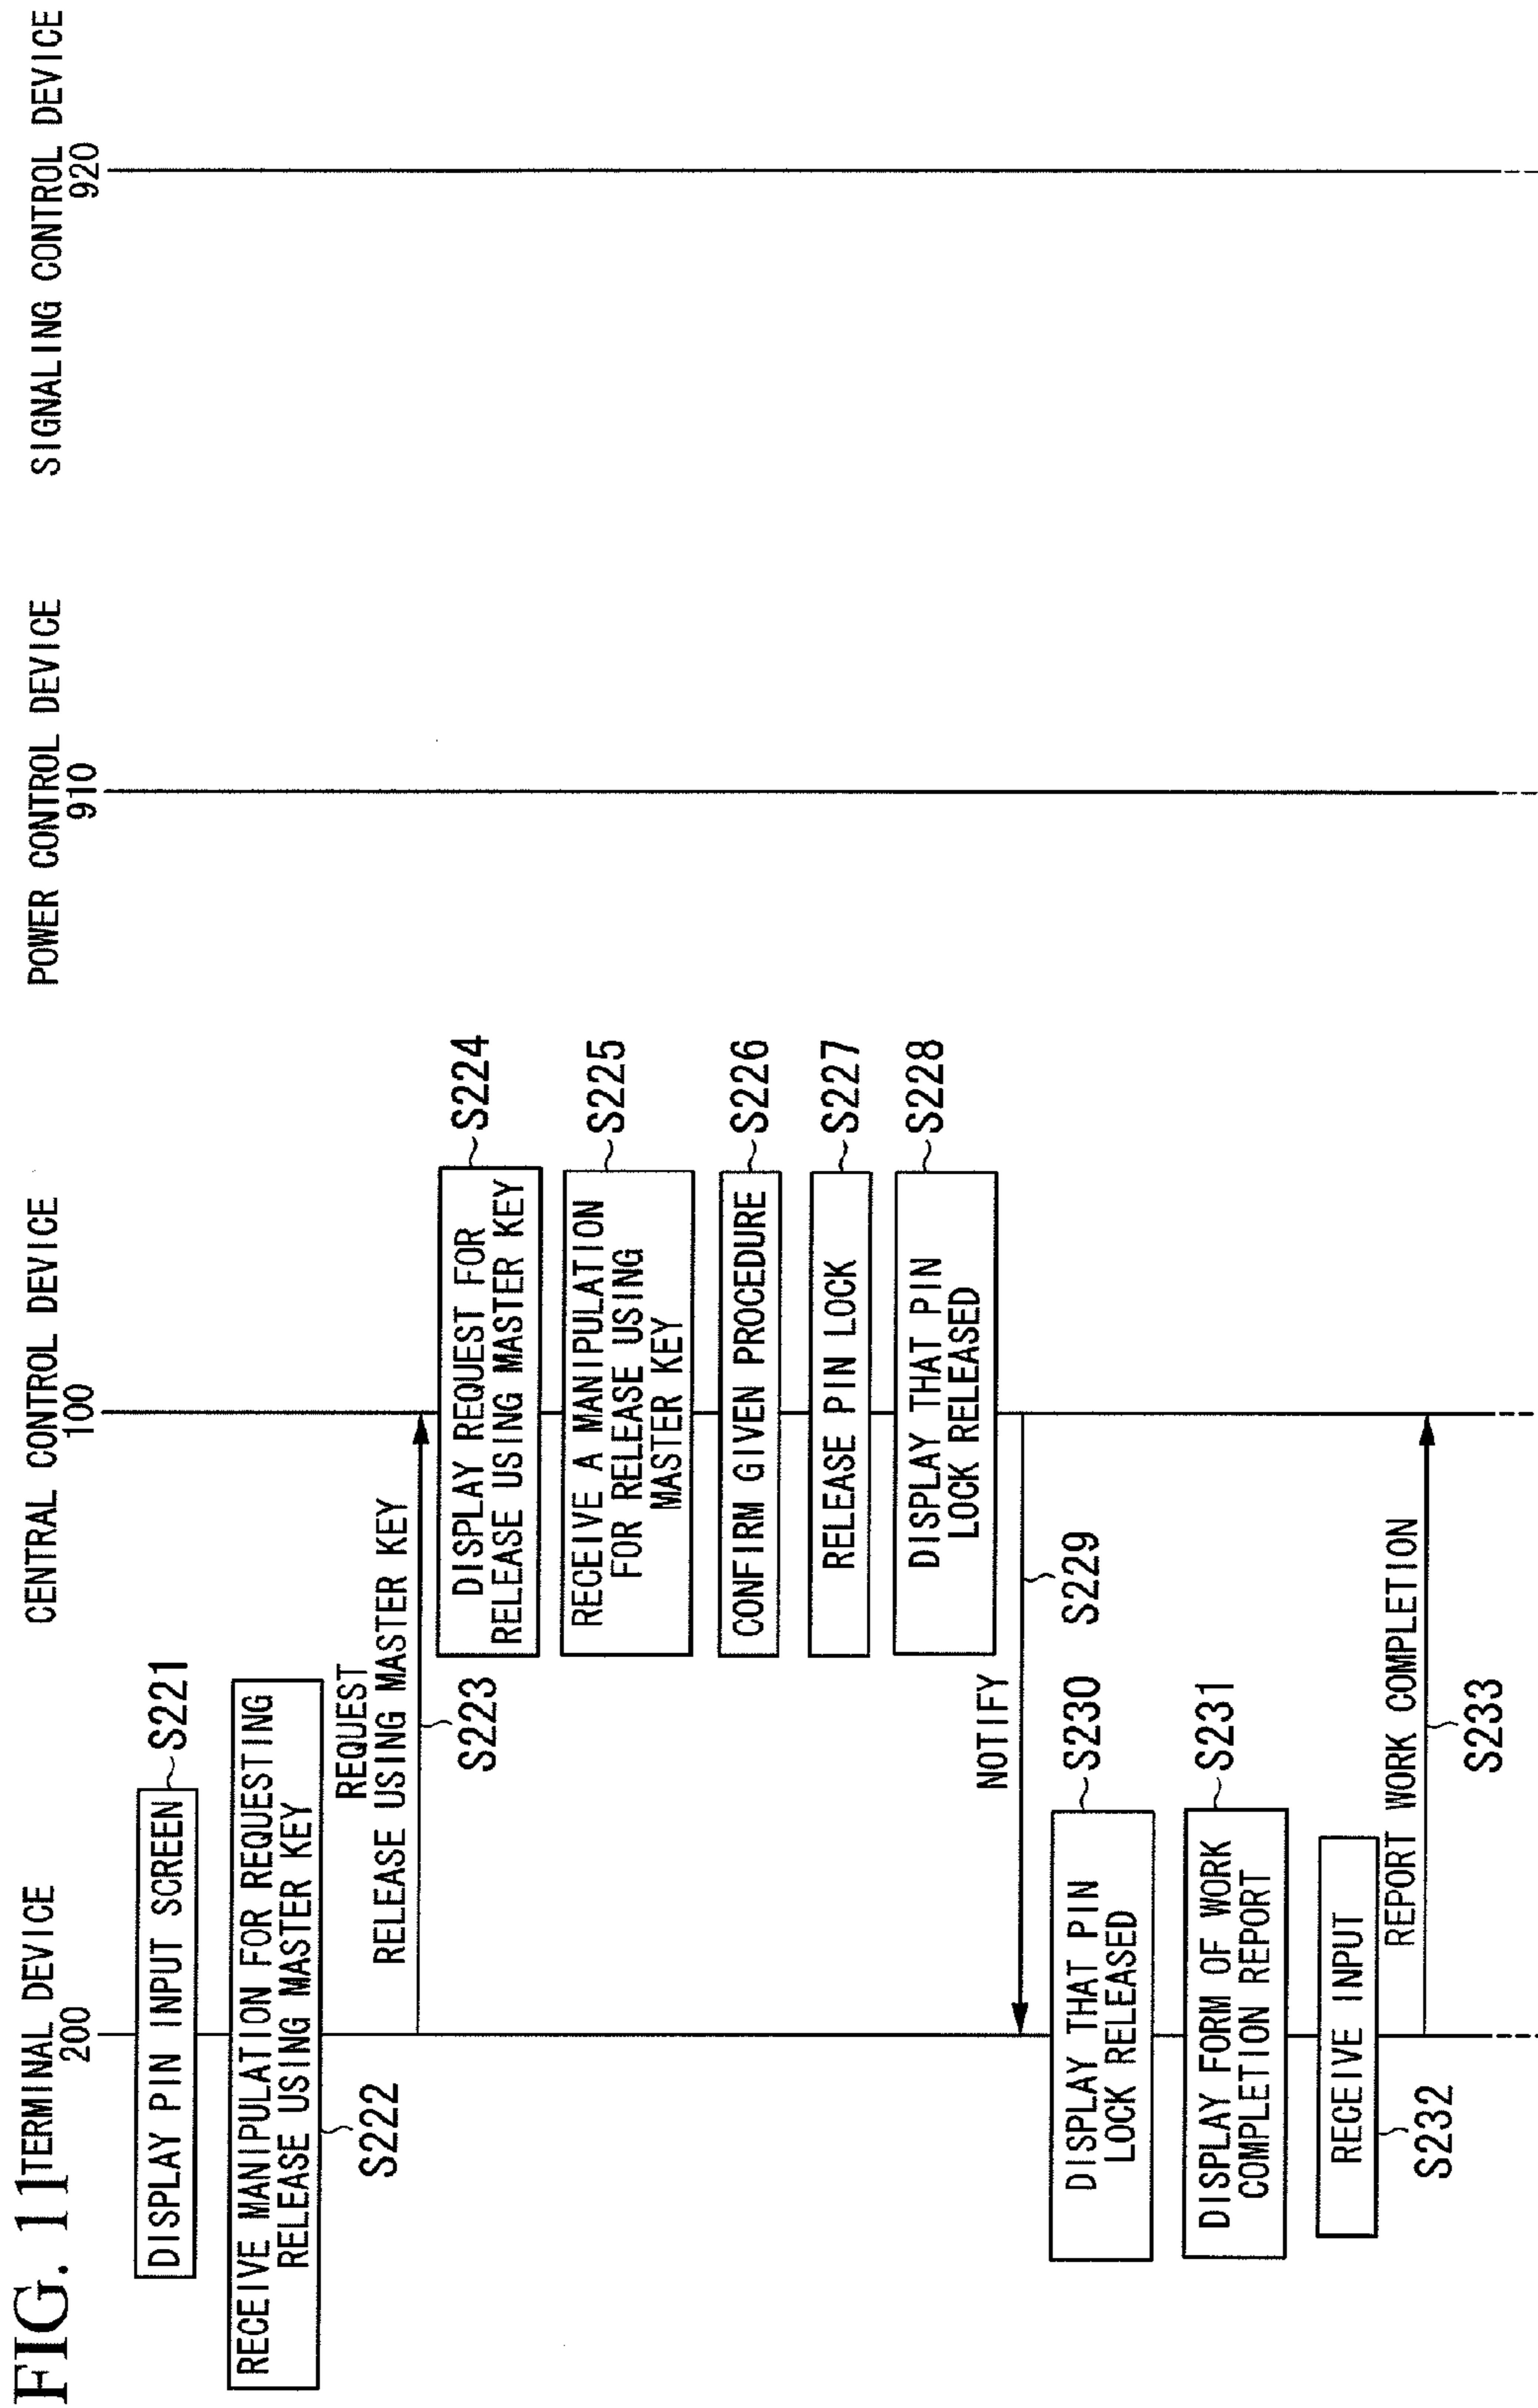 FIG. 11
TERMINAL DEVICE
200
CENTRAL CONTROL DEVICE
100
POWER CONTROL DEVICE
910
SIGNALING CONTROL DEVICE
920
DISPLAY PIN INPUT SCREEN
S221
RECEIVE MANIPULATION FOR REQUESTING
RELEASE USING MASTER KEY
S222
REQUEST
RELEASE USING MASTER KEY
S223
DISPLAY REQUEST FOR
RELEASE USING MASTER KEY
S224
RECEIVE A MANIPULATION
FOR RELEASE USING
MASTER KEY
S225
CONFIRM GIVEN PROCEDURE
S226
RELEASE PIN LOCK
S227
DISPLAY THAT PIN
LOCK RELEASED
S228
NOTIFY
S229
DISPLAY THAT PIN
LOCK RELEASED
S230
DISPLAY FORM OF WORK
COMPLETION REPORT
S231
RECEIVE INPUT
S232
REPORT WORK COMPLETION
S233